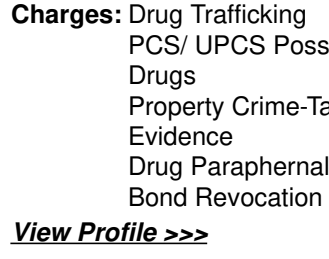 Charges: Drug Trafficking
PCS/ UPCS Poss
Drugs
Property Crime-Ta
Evidence
Drug Paraphernal
Bond Revocation
View Profile >>>